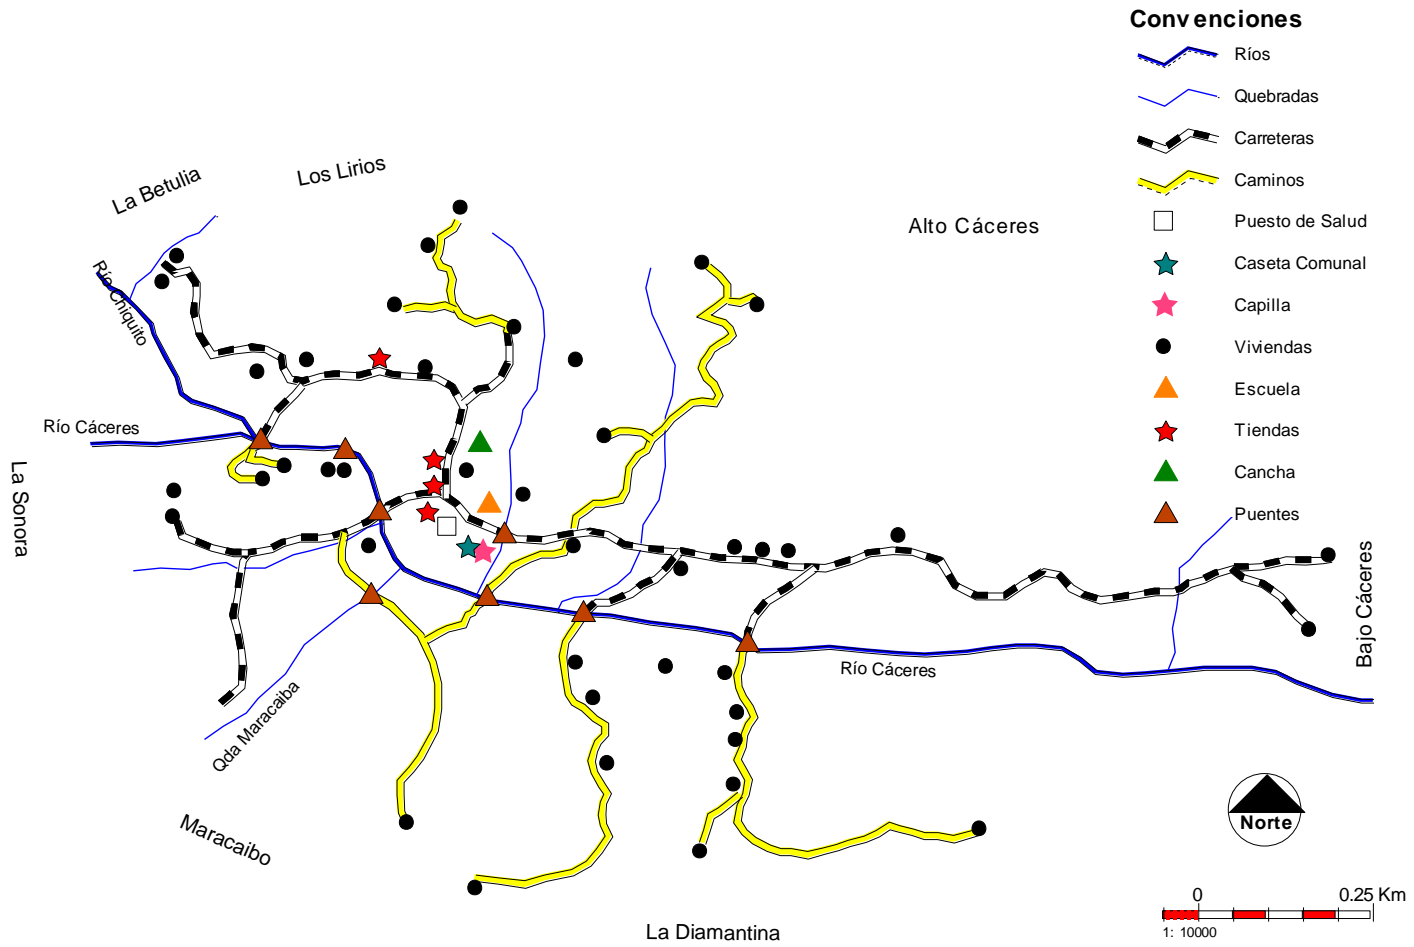 Convenciones
Ríos
Quebradas
Carreteras
Caminos
Puesto de Salud
Caseta Comunal
Capilla
Viviendas
Escuela
Tiendas
Cancha
Puentes
La Betulia
Los Lirios
Alto Cáceres
Río Chiquito
Río Cáceres
La Sonora
Bajo Cáceres
Río Cáceres
Qda Maracaiba
Maracaibo
La Diamantina
Norte
0 0.25 Km
1: 10000